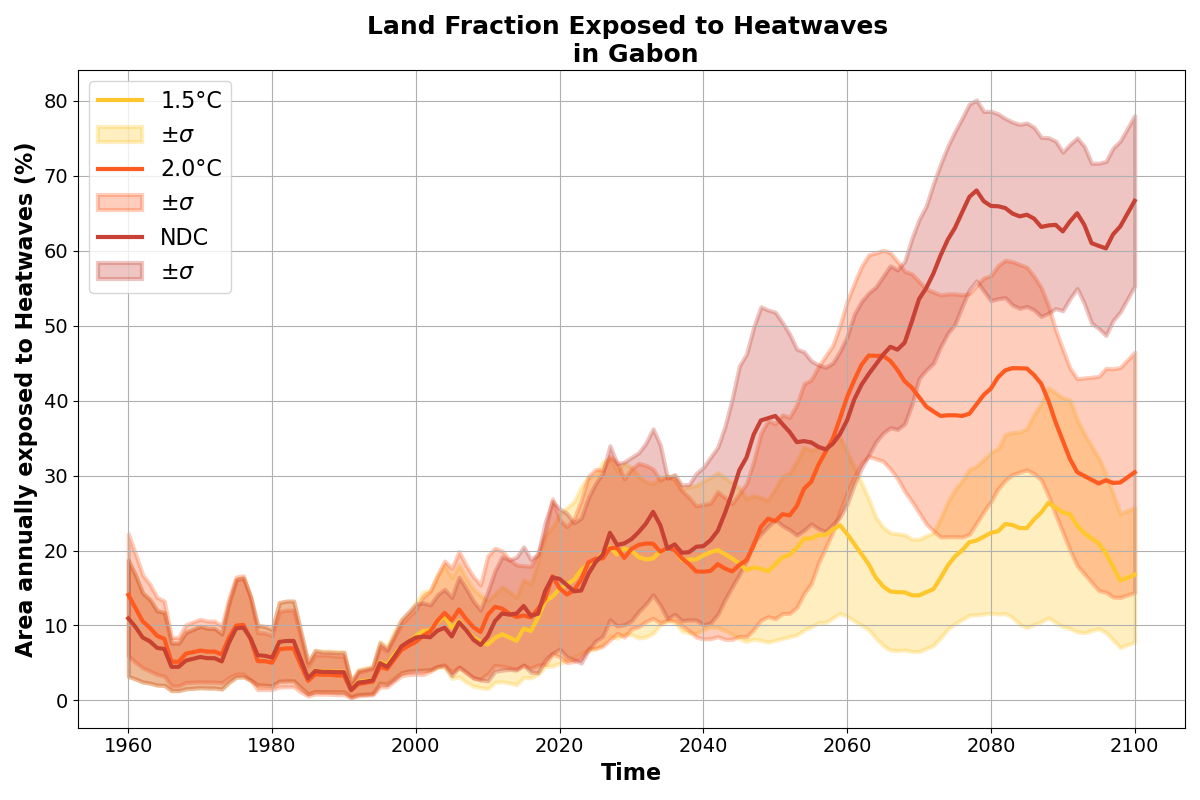 Land Fraction Exposed to Heatwaves
in Gabon
1.5°C
±σ
2.0°C
±σ
NDC
±σ
Area annually exposed to Heatwaves (%)
80
70
60
50
40
30
20
10
0
1960 1980 2000 2020 2040 2060 2080 2100
Time